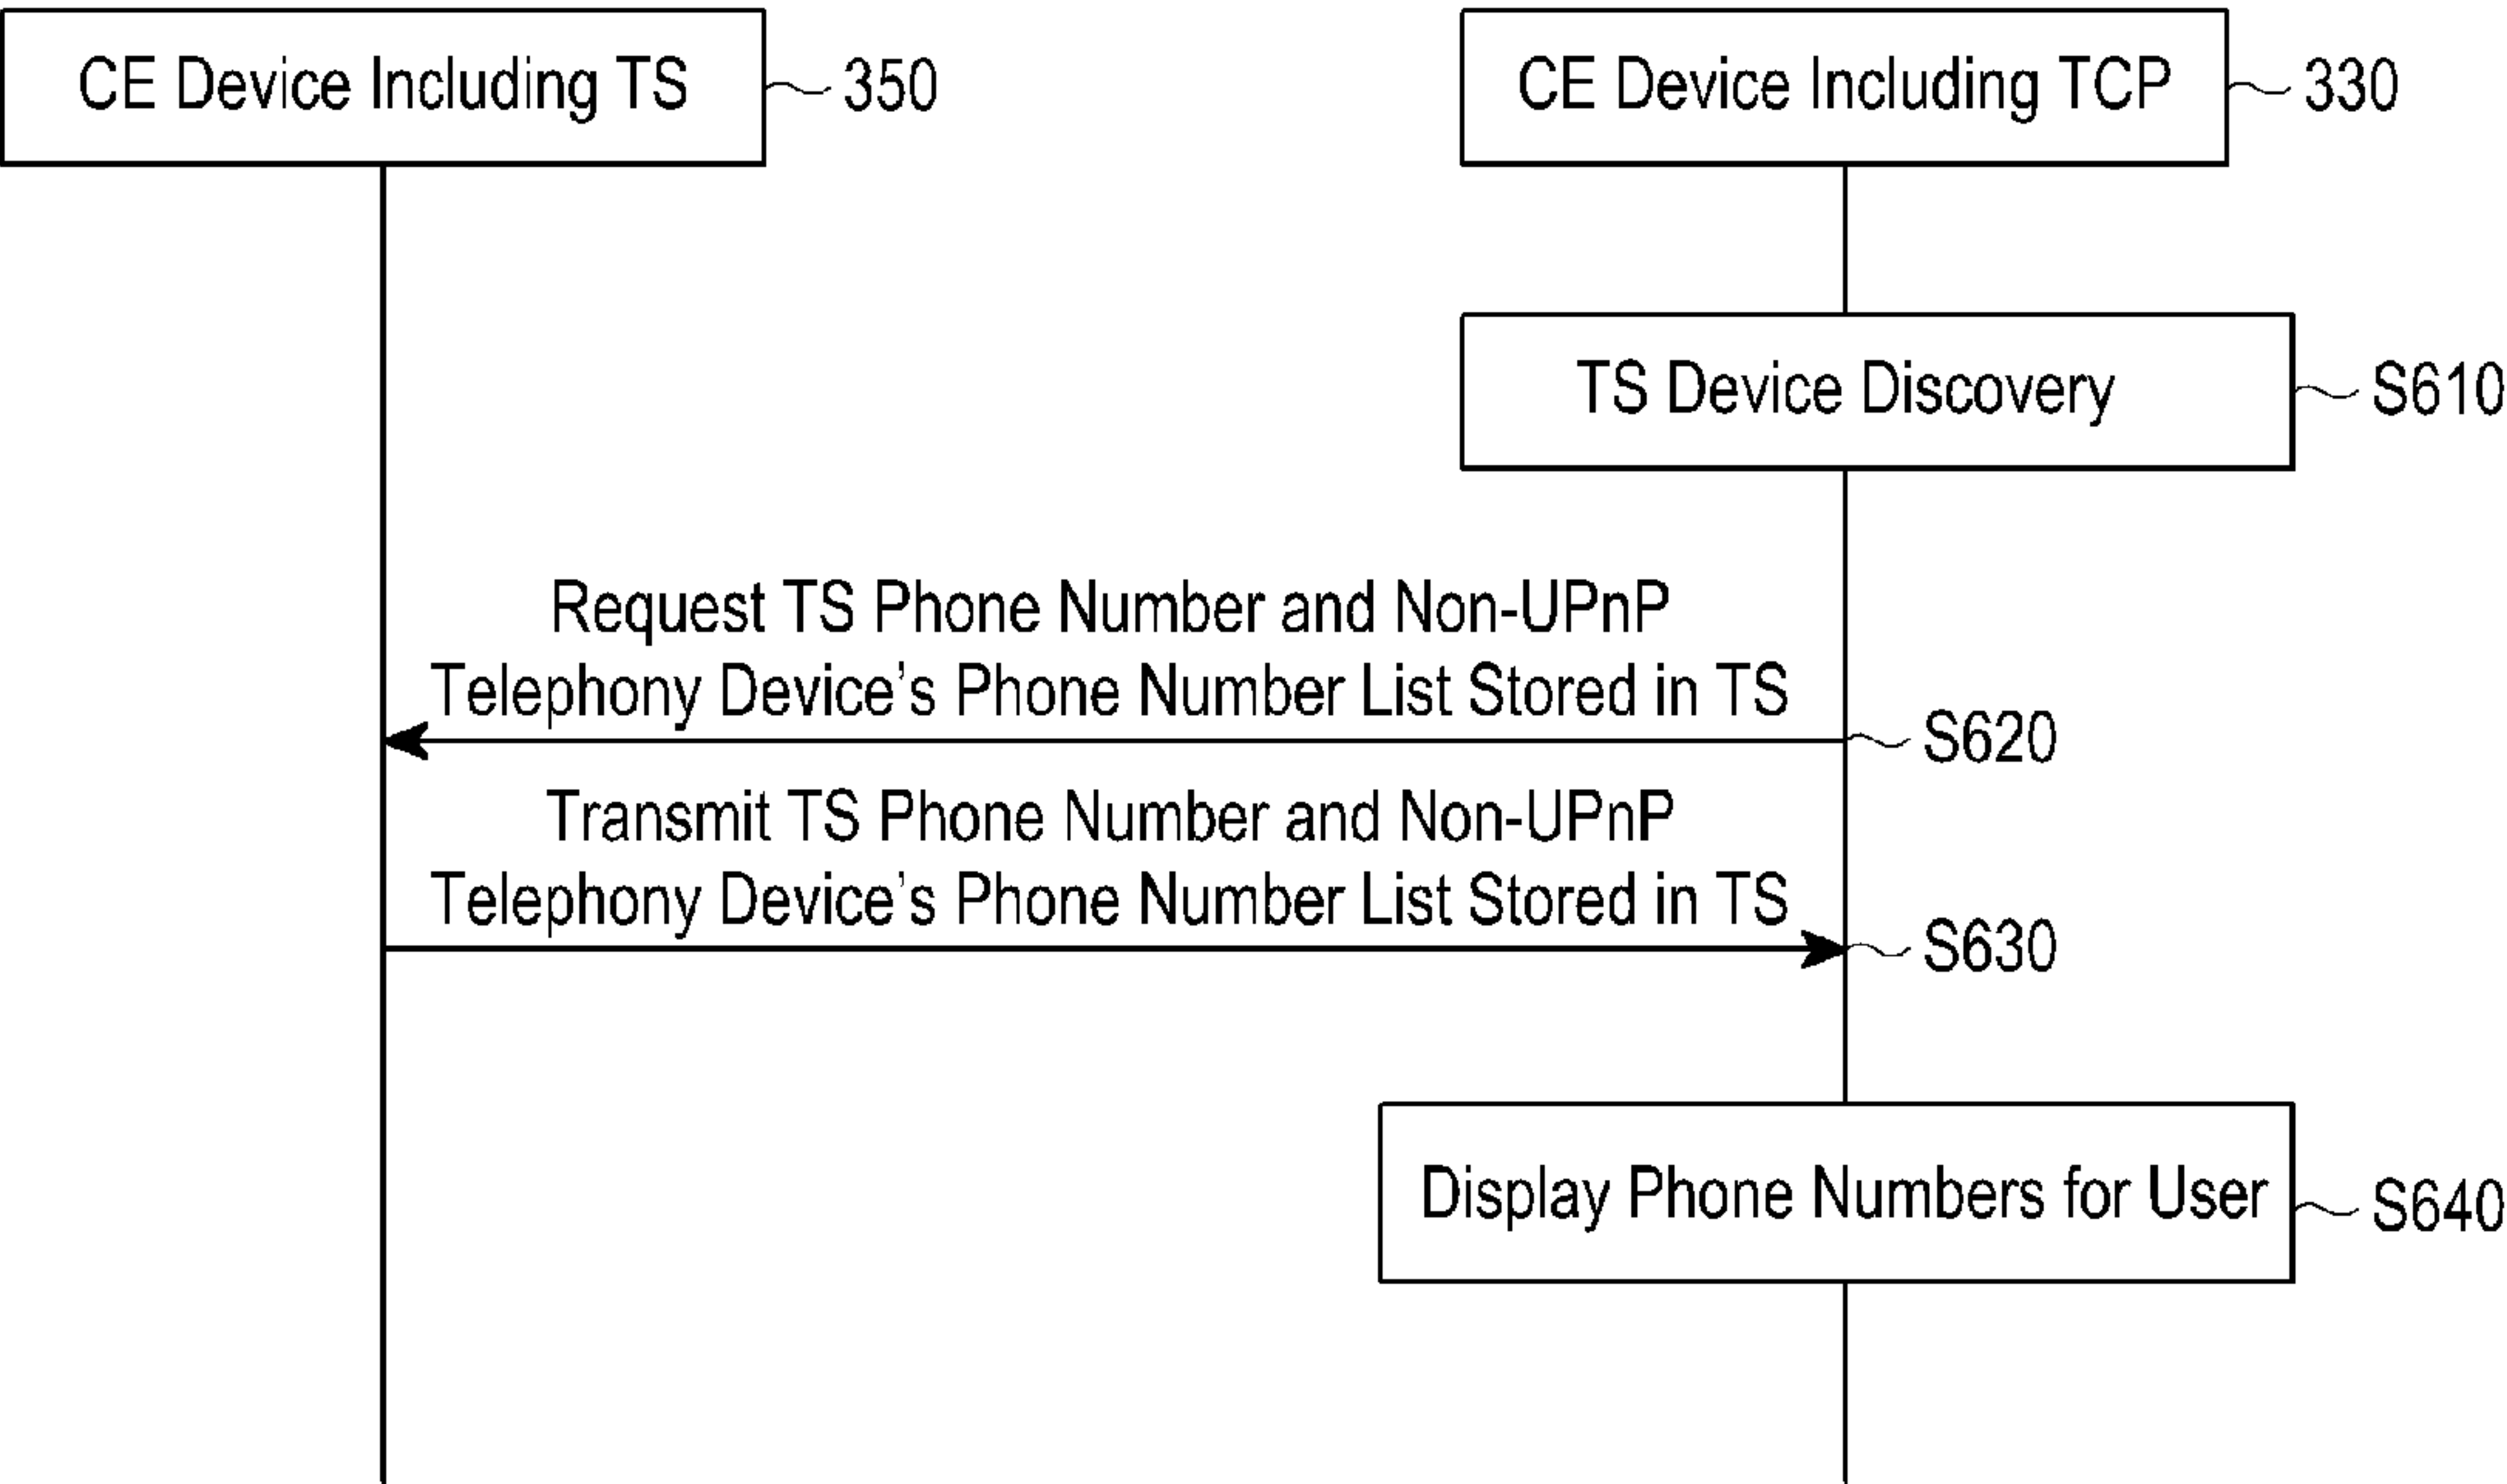 CE Device Including TS
350
CE Device Including TCP
330
TS Device Discovery
S610
Request TS Phone Number and Non-UPnP
Telephony Device's Phone Number List Stored in TS
S620
Transmit TS Phone Number and Non-UPnP
Telephony Device's Phone Number List Stored in TS
S630
Display Phone Numbers for User
S640